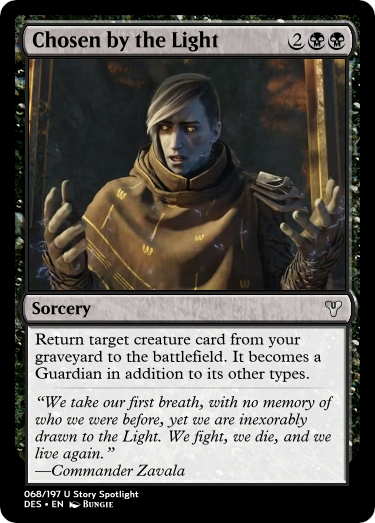 Chosen by the Light 2
Sorcery
Return target creature card from your
graveyard to the battlefield. It becomes a
Guardian in addition to its other types.
“We take our first breath, with no memory of
who we were before, yet we are inexorably
drawn to the Light. We fight, we die, and we
live again.”
—Commander Zavala
068/197 U Story Spotlight
DES • EN Bungie